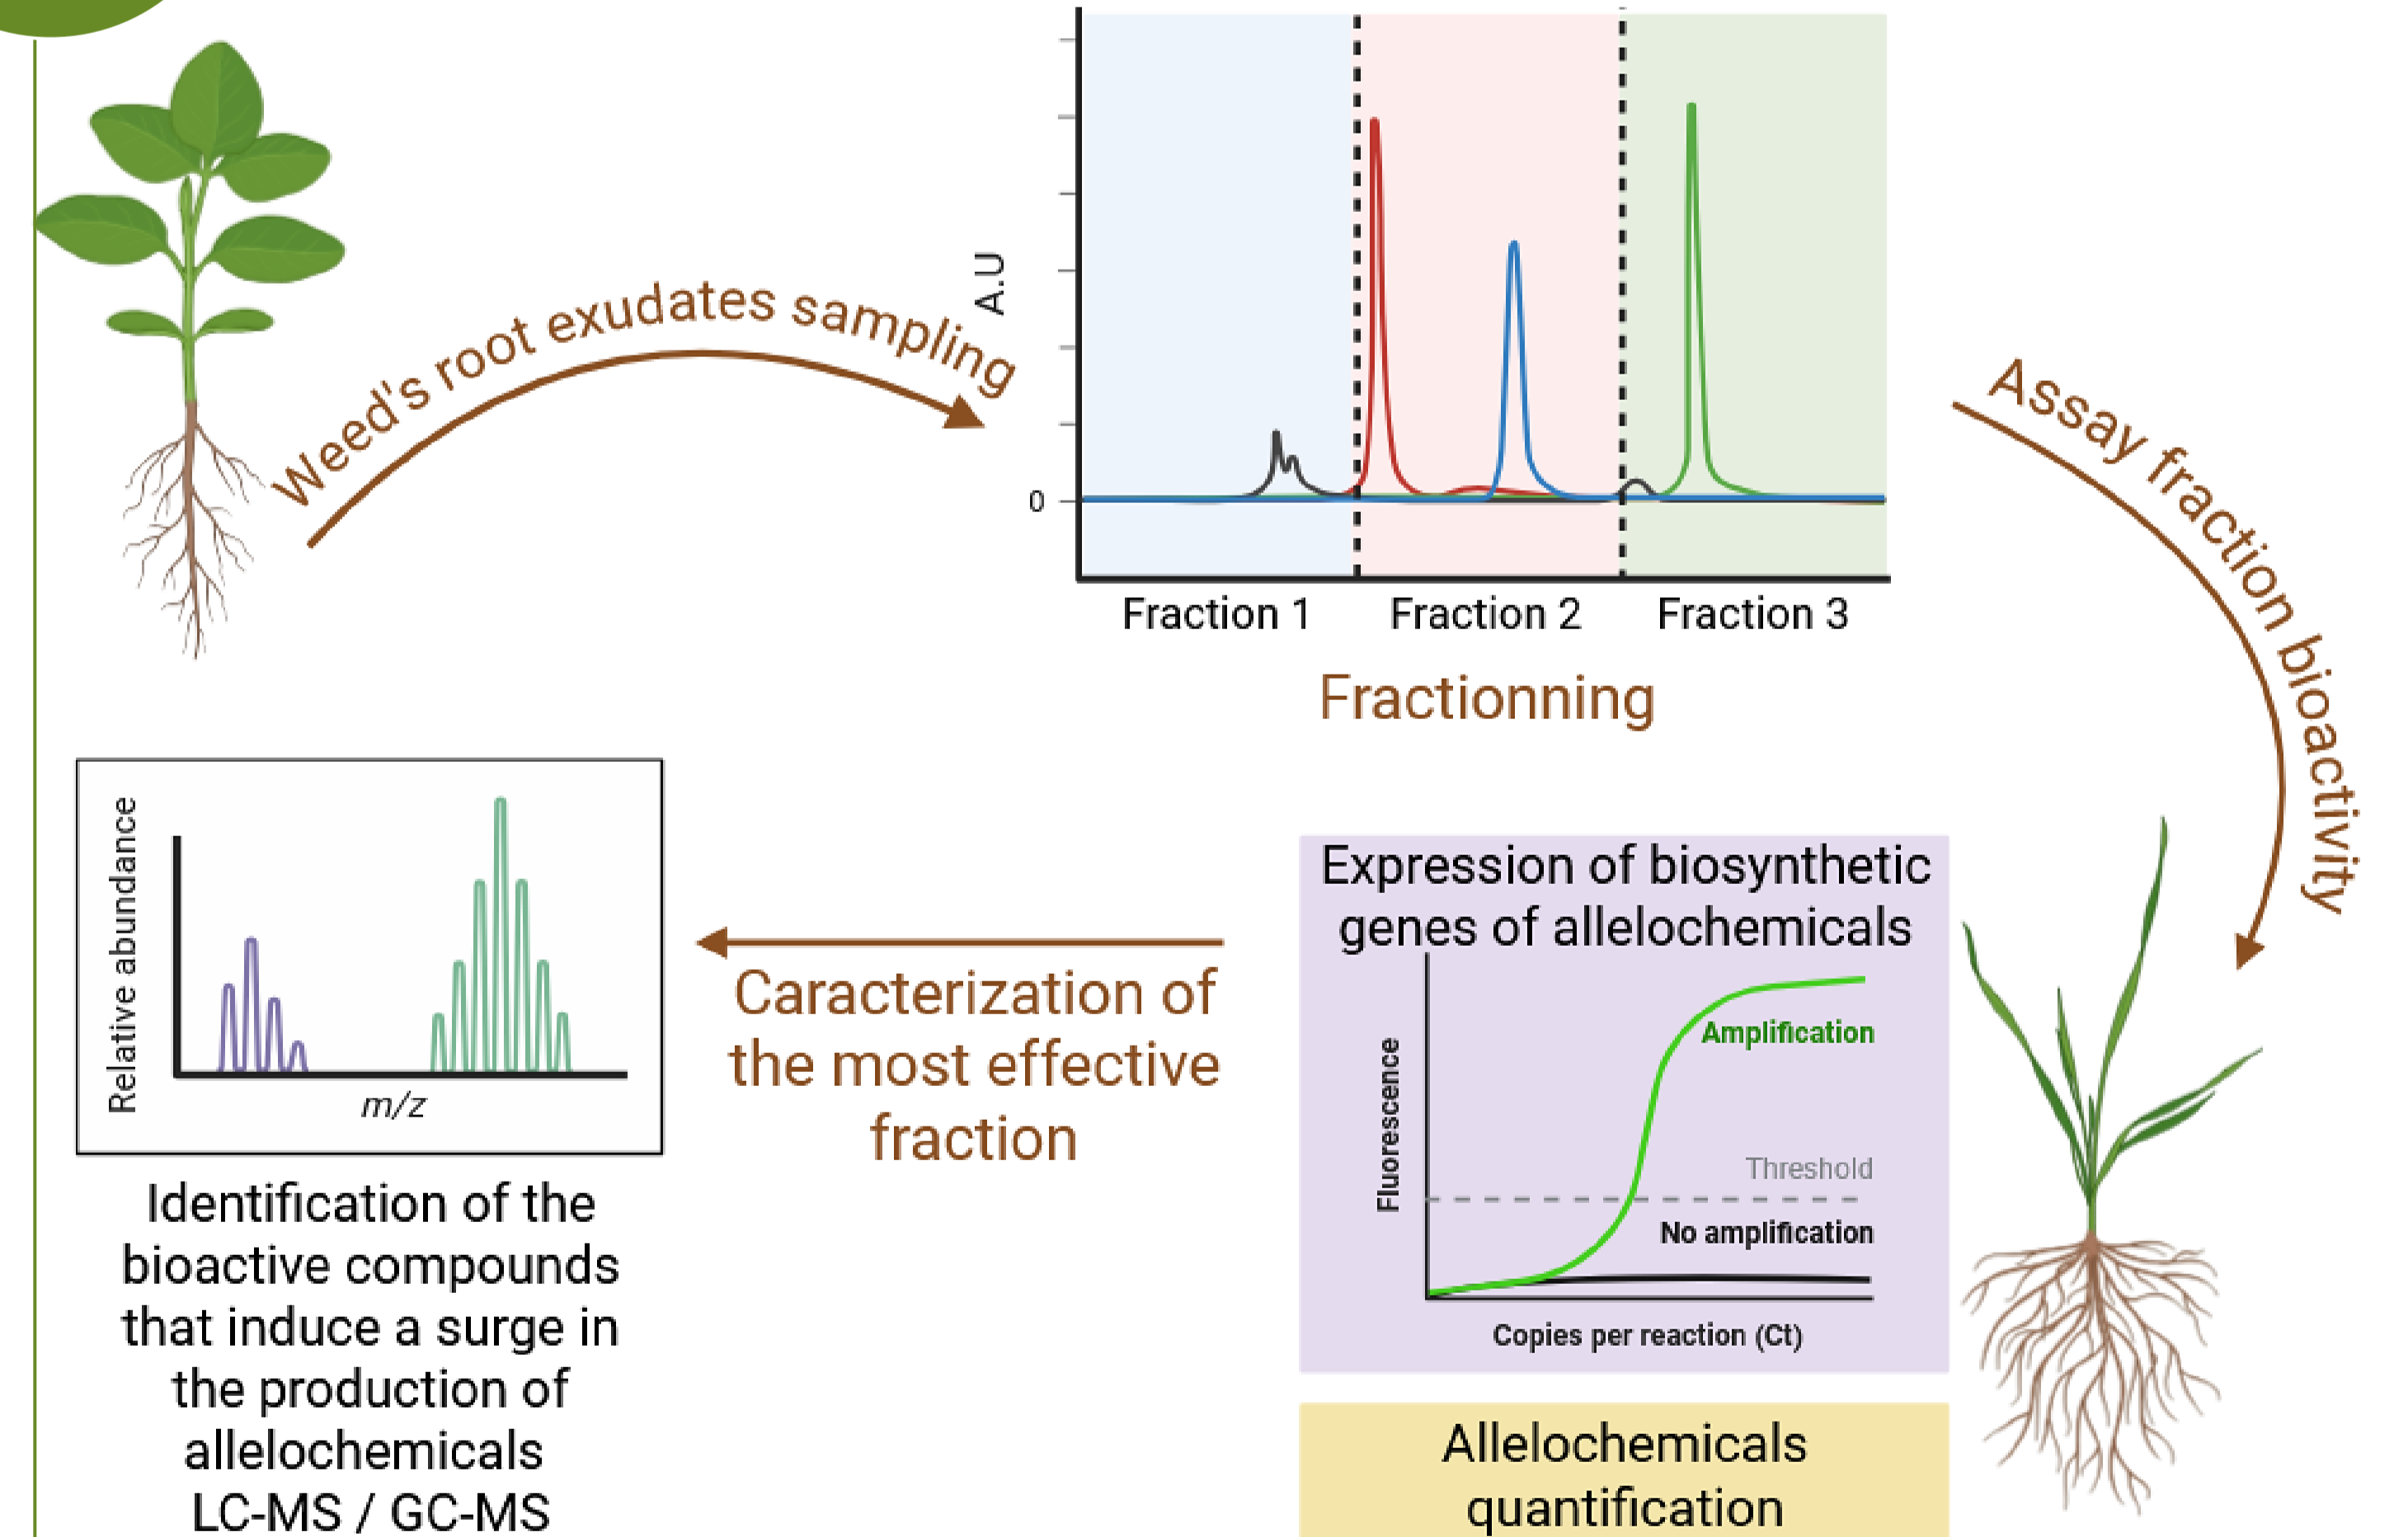 Weed's root exudates sampling
A.U
0
Fraction 1 Fraction 2 Fraction 3
Fractionning
Assay fraction bioactivity
Expression of biosynthetic
genes of allelochemicals
Fluorescence
Amplification
Threshold
No amplification
Copies per reaction (Ct)
Allelochemicals
quantification
Caracterization of
the most effective
fraction
Relative abundance
m/z
Identification of the
bioactive compounds
that induce a surge in
the production of
allelochemicals
LC-MS / GC-MS